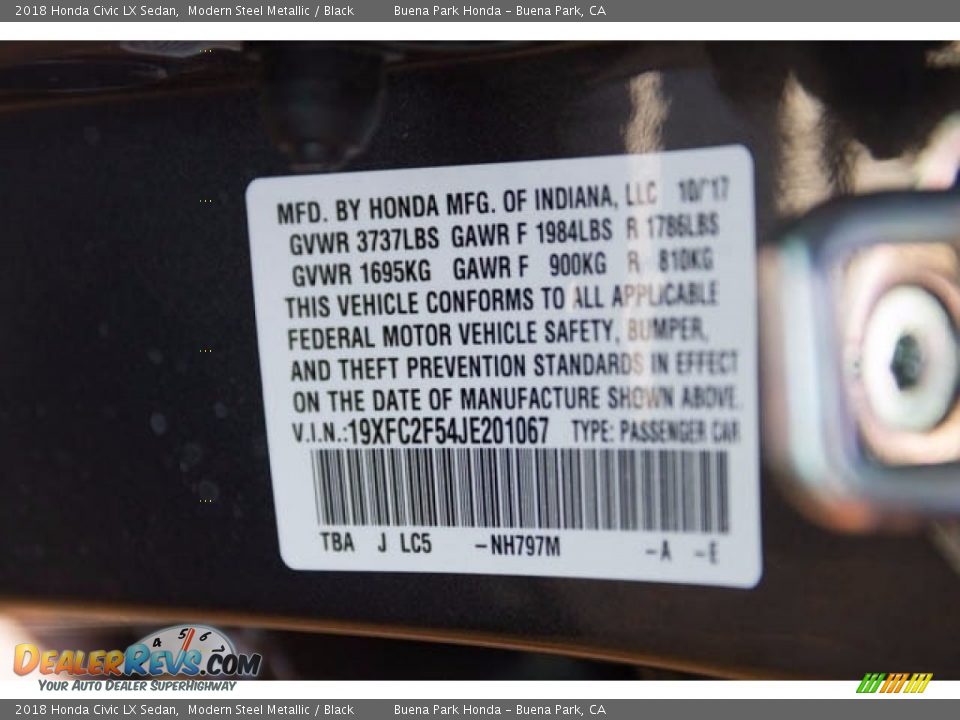 2018 Honda Civic LX Sedan, Modern Steel Metallic / Black Buena Park Honda – Buena Park, CA
MFD. BY HONDA MFG. OF INDIANA, LLC 10/17
GVWR 3737LBS GAWR F 1984LBS R 1786LBS
GVWR 1695KG GAWR F 900KG R 810KG
THIS VEHICLE CONFORMS TO ALL APPLICABLE
FEDERAL MOTOR VEHICLE SAFETY, BUMPER,
AND THEFT PREVENTION STANDARDS IN EFFECT
ON THE DATE OF MANUFACTURE SHOWN ABOVE.
V.I.N.:19XFC2F54JE201067 TYPE: PASSENGER CAR
TBA J LC5 –NH797M –A –E
4 5 6
DEALERREVS.COM
YOUR AUTO DEALER SUPERHIGHWAY
2018 Honda Civic LX Sedan, Modern Steel Metallic / Black Buena Park Honda – Buena Park, CA